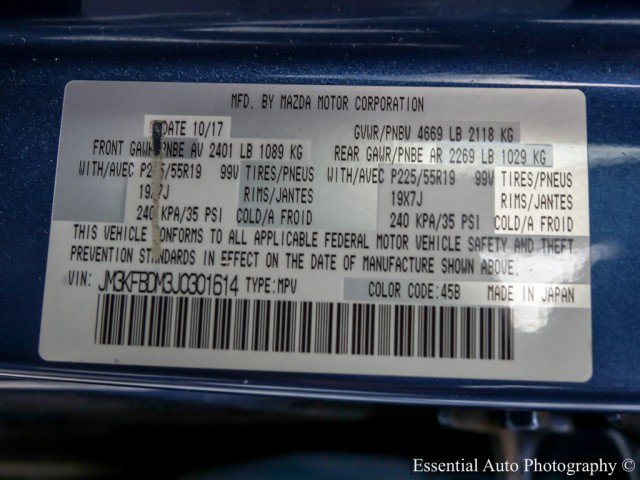 MFD. BY MAZDA MOTOR CORPORATION
DATE 10/17 GVWR/PNBV 4669 LB 2118 KG
FRONT GAWR/PNBE AV 2401 LB 1089 KG REAR GAWR/PNBE AR 2269 LB 1029 KG
WITH/AVEC P225/55R19 99V TIRES/PNEUS WITH/AVEC P225/55R19 99V TIRES/PNEUS
19X7J RIMS/JANTES 19X7J RIMS/JANTES
240 KPA/35 PSI COLD/A FROID 240 KPA/35 PSI COLD/A FROID
THIS VEHICLE CONFORMS TO ALL APPLICABLE FEDERAL MOTOR VEHICLE SAFETY AND THEFT
PREVENTION STANDARDS IN EFFECT ON THE DATE OF MANUFACTURE SHOWN ABOVE.
VIN: JM3KFBDM3J0301614 TYPE:MPV COLOR CODE:45B MADE IN JAPAN
Essential Auto Photography ©